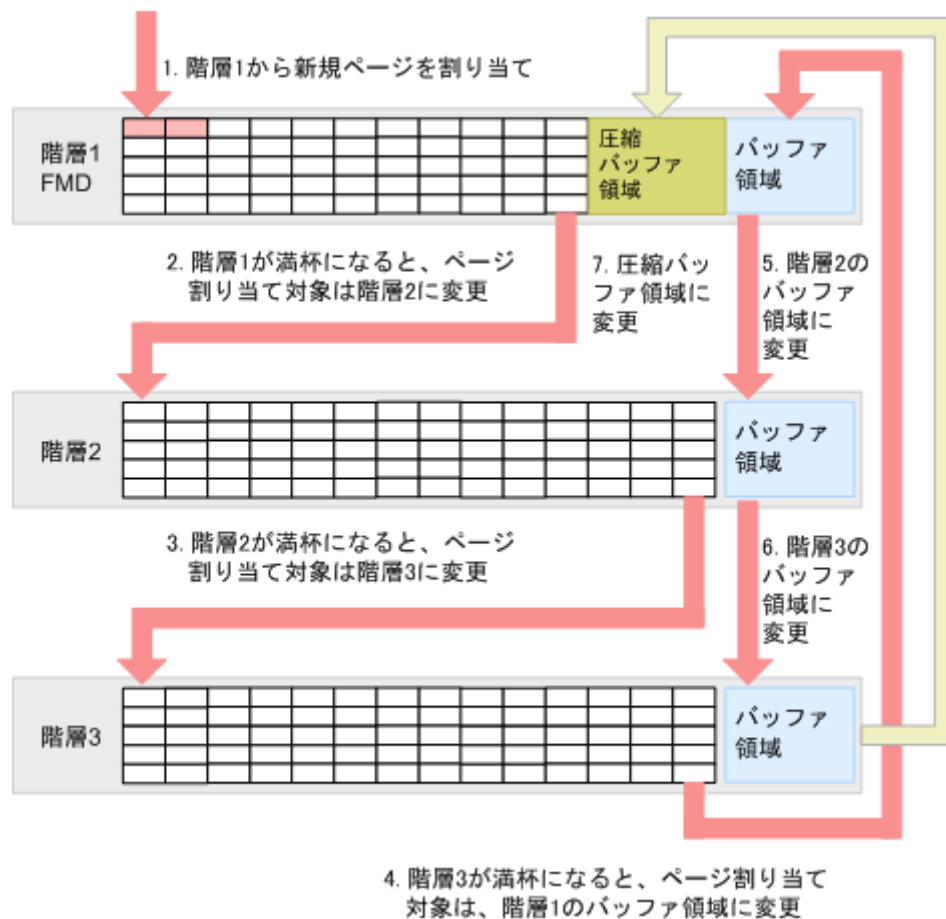 1. 階層1から新規ページを割り当て
階層1
FMD
圧縮
バッファ
領域
バッファ
領域
2. 階層1が満杯になると、ページ
割り当て対象は階層2に変更
7. 圧縮バッ
ファ領域に
変更
5. 階層2の
バッファ
領域に
変更
階層2
バッファ
領域
3. 階層2が満杯になると、ページ
割り当て対象は階層3に変更
6. 階層3の
バッファ
領域に
変更
階層3
バッファ
領域
4. 階層3が満杯になると、ページ割り当て
対象は、階層1のバッファ領域に変更